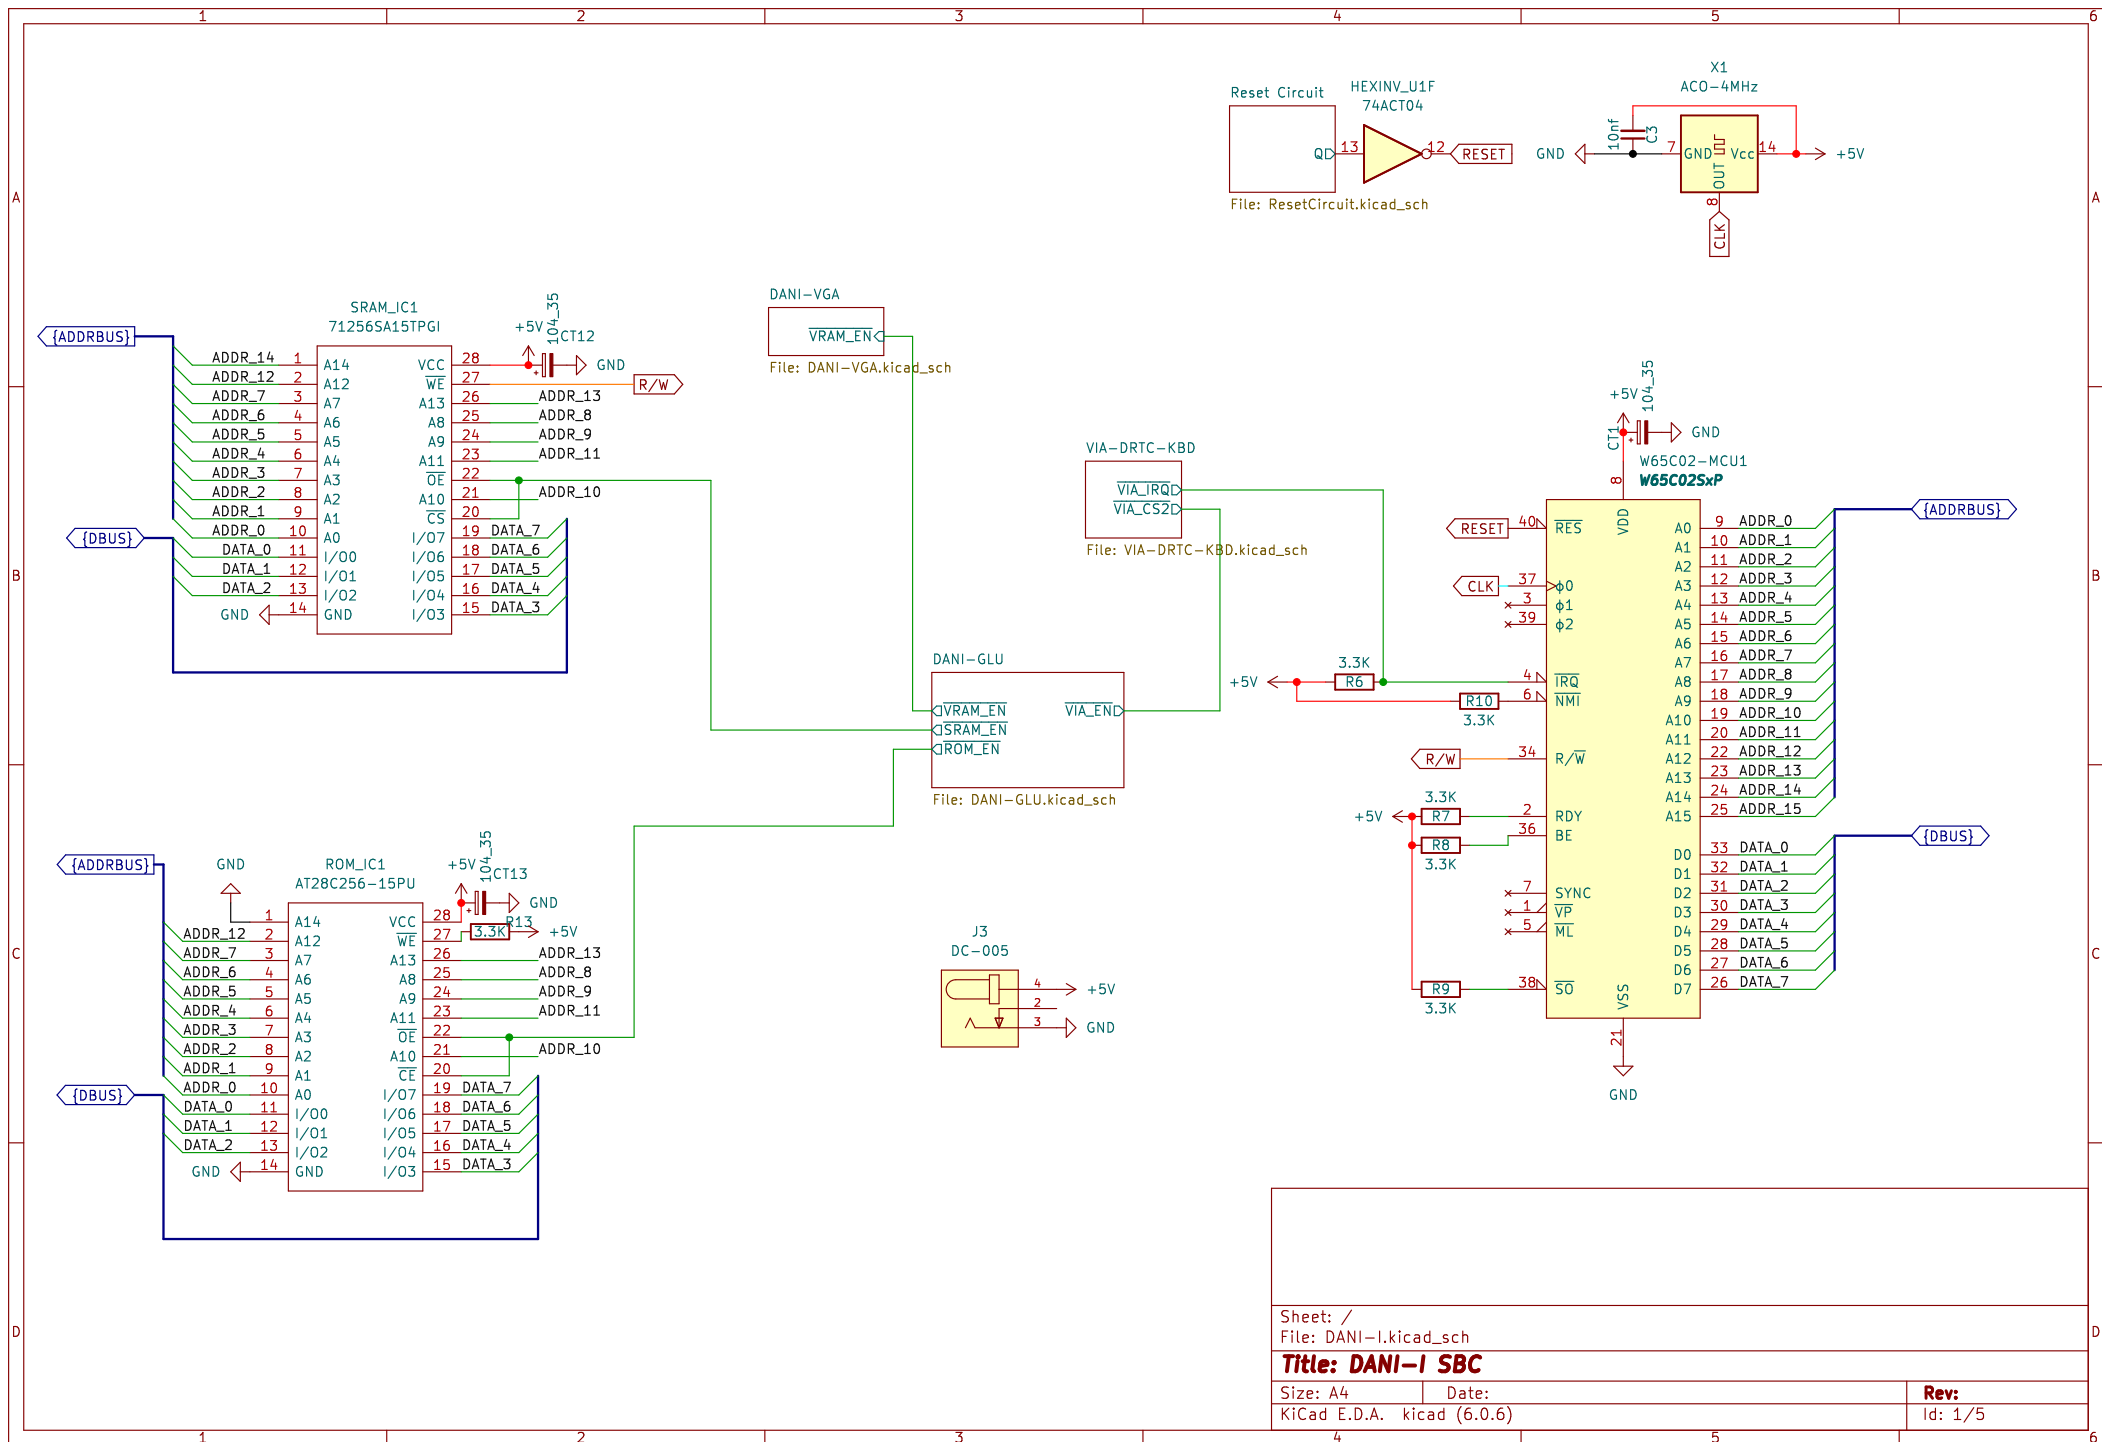 1 2 3 4 5 6
A
B
C
D
A
B
C
D
1 2 3 4 5 6
Reset Circuit
Q
File: ResetCircuit.kicad_sch
HEXINV_U1F
74ACT04
13 12
RESET
X1
ACO-4MHz
10nf
C3
GND
7 GND Vcc 14
OUT
8
+5V
CLK
SRAM_IC1
71256SA15TPGI
{ADDRBUS}
{DBUS}
+5V
104_35
CT12
GND
R/W
ADDR_14 1 A14 VCC 28
ADDR_12 2 A12 WE 27
ADDR_7 3 A7 A13 26 ADDR_13
ADDR_6 4 A6 A8 25 ADDR_8
ADDR_5 5 A5 A9 24 ADDR_9
ADDR_4 6 A4 A11 23 ADDR_11
ADDR_3 7 A3 OE 22
ADDR_2 8 A2 A10 21 ADDR_10
ADDR_1 9 A1 CS 20
ADDR_0 10 A0 I/O7 19 DATA_7
DATA_0 11 I/O0 I/O6 18 DATA_6
DATA_1 12 I/O1 I/O5 17 DATA_5
DATA_2 13 I/O2 I/O4 16 DATA_4
GND 14 GND I/O3 15 DATA_3
DANI-VGA
VRAM_EN
File: DANI-VGA.kicad_sch
VIA-DRTC-KBD
VIA_IRQ
VIA_CS2
File: VIA-DRTC-KBD.kicad_sch
DANI-GLU
VRAM_EN VIA_EN
SRAM_EN
ROM_EN
File: DANI-GLU.kicad_sch
+5V
104_35
CT1
GND
W65C02-MCU1
W65C02SxP
8
VDD
RESET 40 RES
CLK 37 ϕ0
3 ϕ1
39 ϕ2
+5V
3.3K
R6
4 IRQ
R10
3.3K
6 NMI
R/W 34 R/W
3.3K
+5V R7 2 RDY
R8 36 BE
3.3K
7 SYNC
1 VP
5 ML
R9 38 SO
3.3K
A0 9 ADDR_0
A1 10 ADDR_1
A2 11 ADDR_2
A3 12 ADDR_3
A4 13 ADDR_4
A5 14 ADDR_5
A6 15 ADDR_6
A7 16 ADDR_7
A8 17 ADDR_8
A9 18 ADDR_9
A10 19 ADDR_10
A11 20 ADDR_11
A12 22 ADDR_12
A13 23 ADDR_13
A14 24 ADDR_14
A15 25 ADDR_15
D0 33 DATA_0
D1 32 DATA_1
D2 31 DATA_2
D3 30 DATA_3
D4 29 DATA_4
D5 28 DATA_5
D6 27 DATA_6
D7 26 DATA_7
{ADDRBUS}
{DBUS}
VSS
21
GND
{ADDRBUS}
{DBUS}
GND
ROM_IC1
AT28C256-15PU
+5V
104_35
CT13
GND
R13
3.3K
+5V
1 A14 VCC 28
ADDR_12 2 A12 WE 27
ADDR_7 3 A7 A13 26 ADDR_13
ADDR_6 4 A6 A8 25 ADDR_8
ADDR_5 5 A5 A9 24 ADDR_9
ADDR_4 6 A4 A11 23 ADDR_11
ADDR_3 7 A3 OE 22
ADDR_2 8 A2 A10 21 ADDR_10
ADDR_1 9 A1 CE 20
ADDR_0 10 A0 I/O7 19 DATA_7
DATA_0 11 I/O0 I/O6 18 DATA_6
DATA_1 12 I/O1 I/O5 17 DATA_5
DATA_2 13 I/O2 I/O4 16 DATA_4
GND 14 GND I/O3 15 DATA_3
J3
DC-005
4 +5V
2
3 GND
Sheet: /
File: DANI-I.kicad_sch
Title: DANI-I SBC
Size: A4 Date: Rev:
KiCad E.D.A. kicad (6.0.6) Id: 1/5